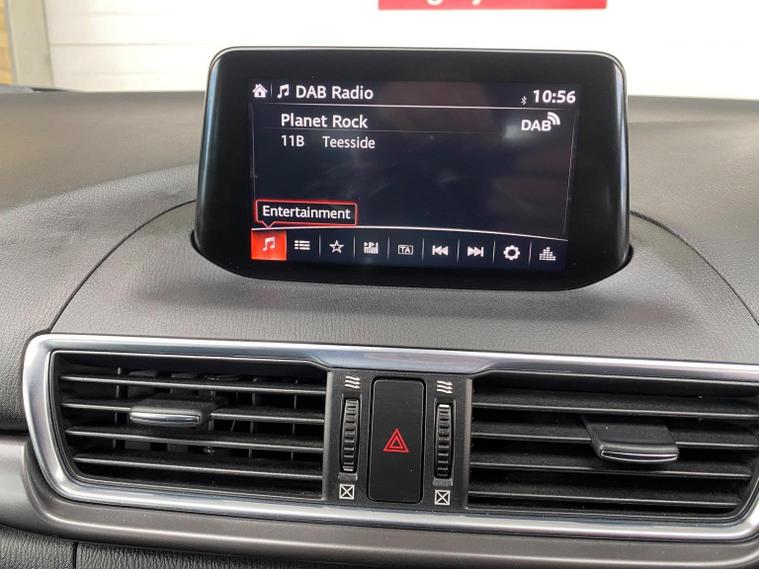 DAB Radio 10:56
Planet Rock DAB
11B Teesside
Entertainment
TA